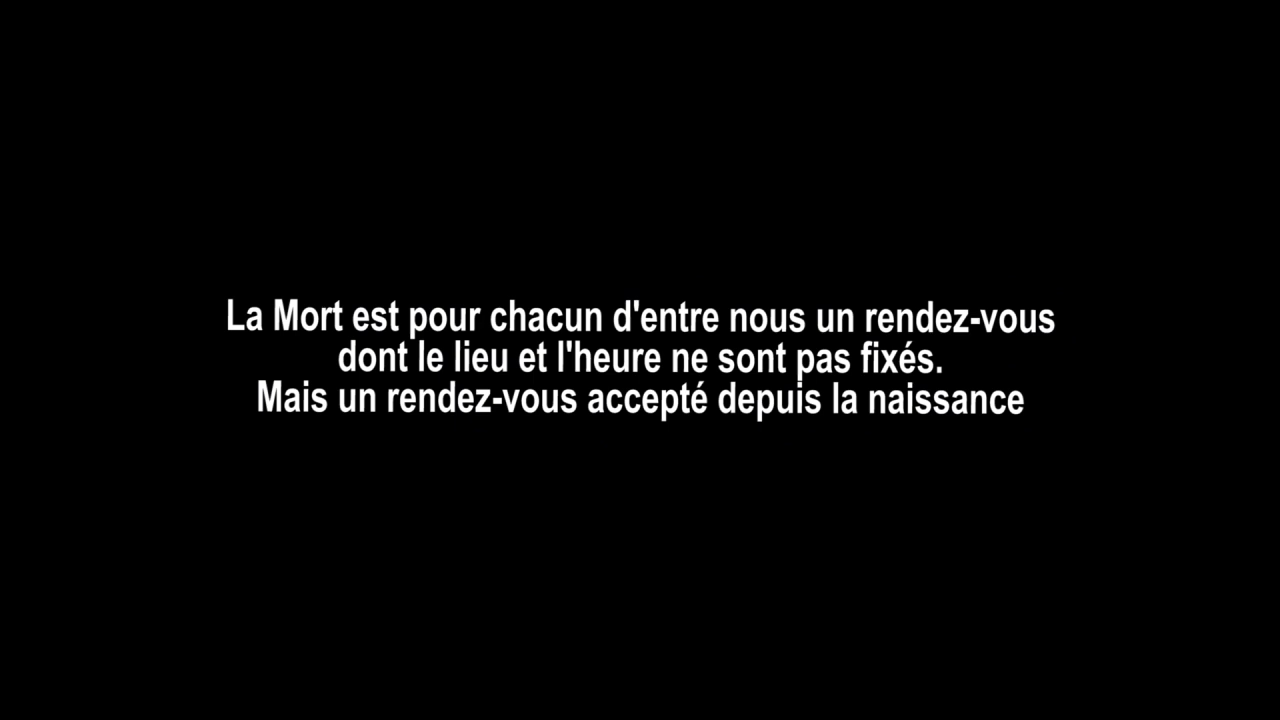 La Mort est pour chacun d'entre nous un rendez-vous
dont le lieu et l'heure ne sont pas fixés.
Mais un rendez-vous accepté depuis la naissance